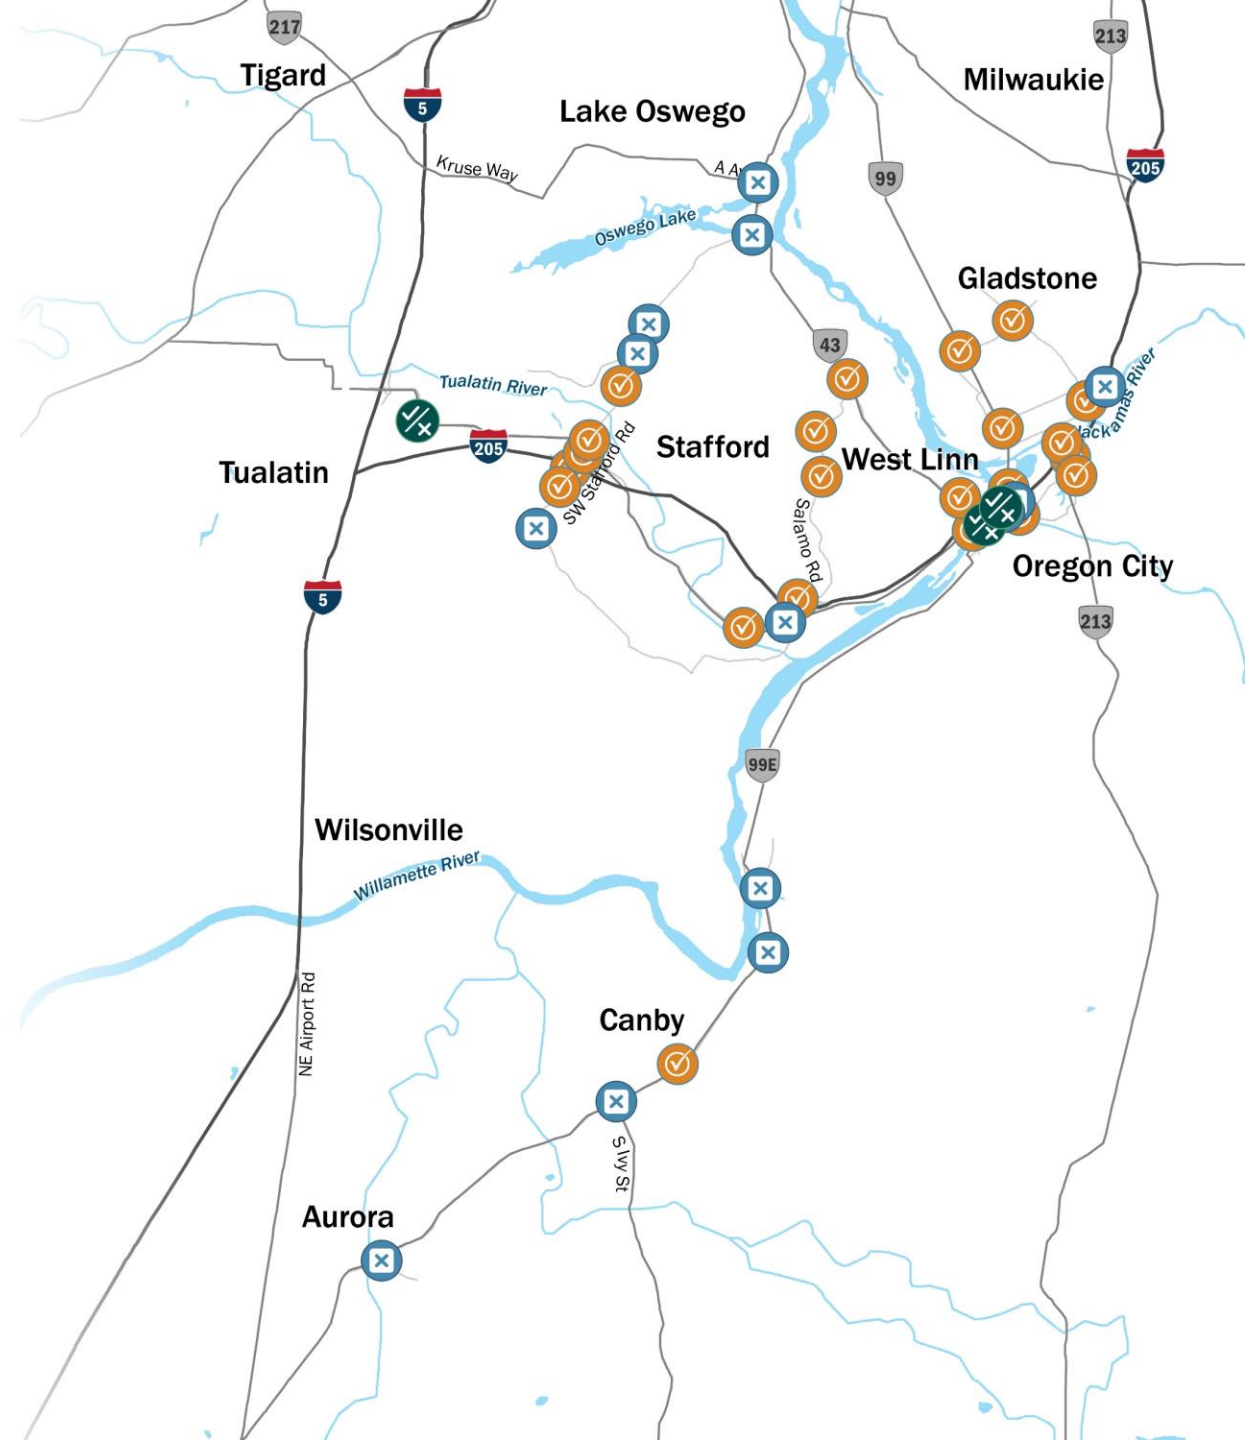 217
213
Tigard
Milwaukie
5
Lake Oswego
Kruse Way
A Av
99
205
Oswego Lake
Gladstone
43
Tualatin River
Clackamas River
205
SW Stafford Rd
Stafford
West Linn
Tualatin
Salamo Rd
Oregon City
5
213
99E
Wilsonville
Willamette River
NE Airport Rd
Canby
S Ivy St
Aurora